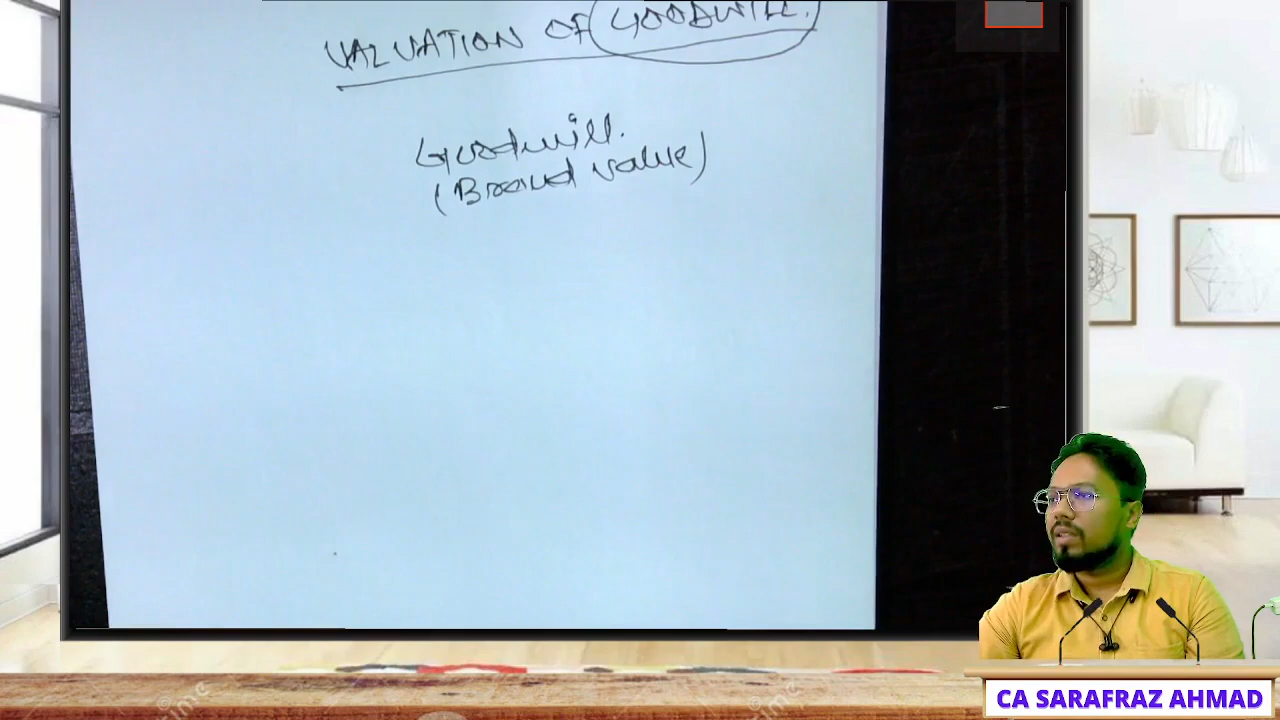 VALUATION OF GOODWILL.
Goodwill.
(Brand value)
CA SARAFRAZ AHMAD